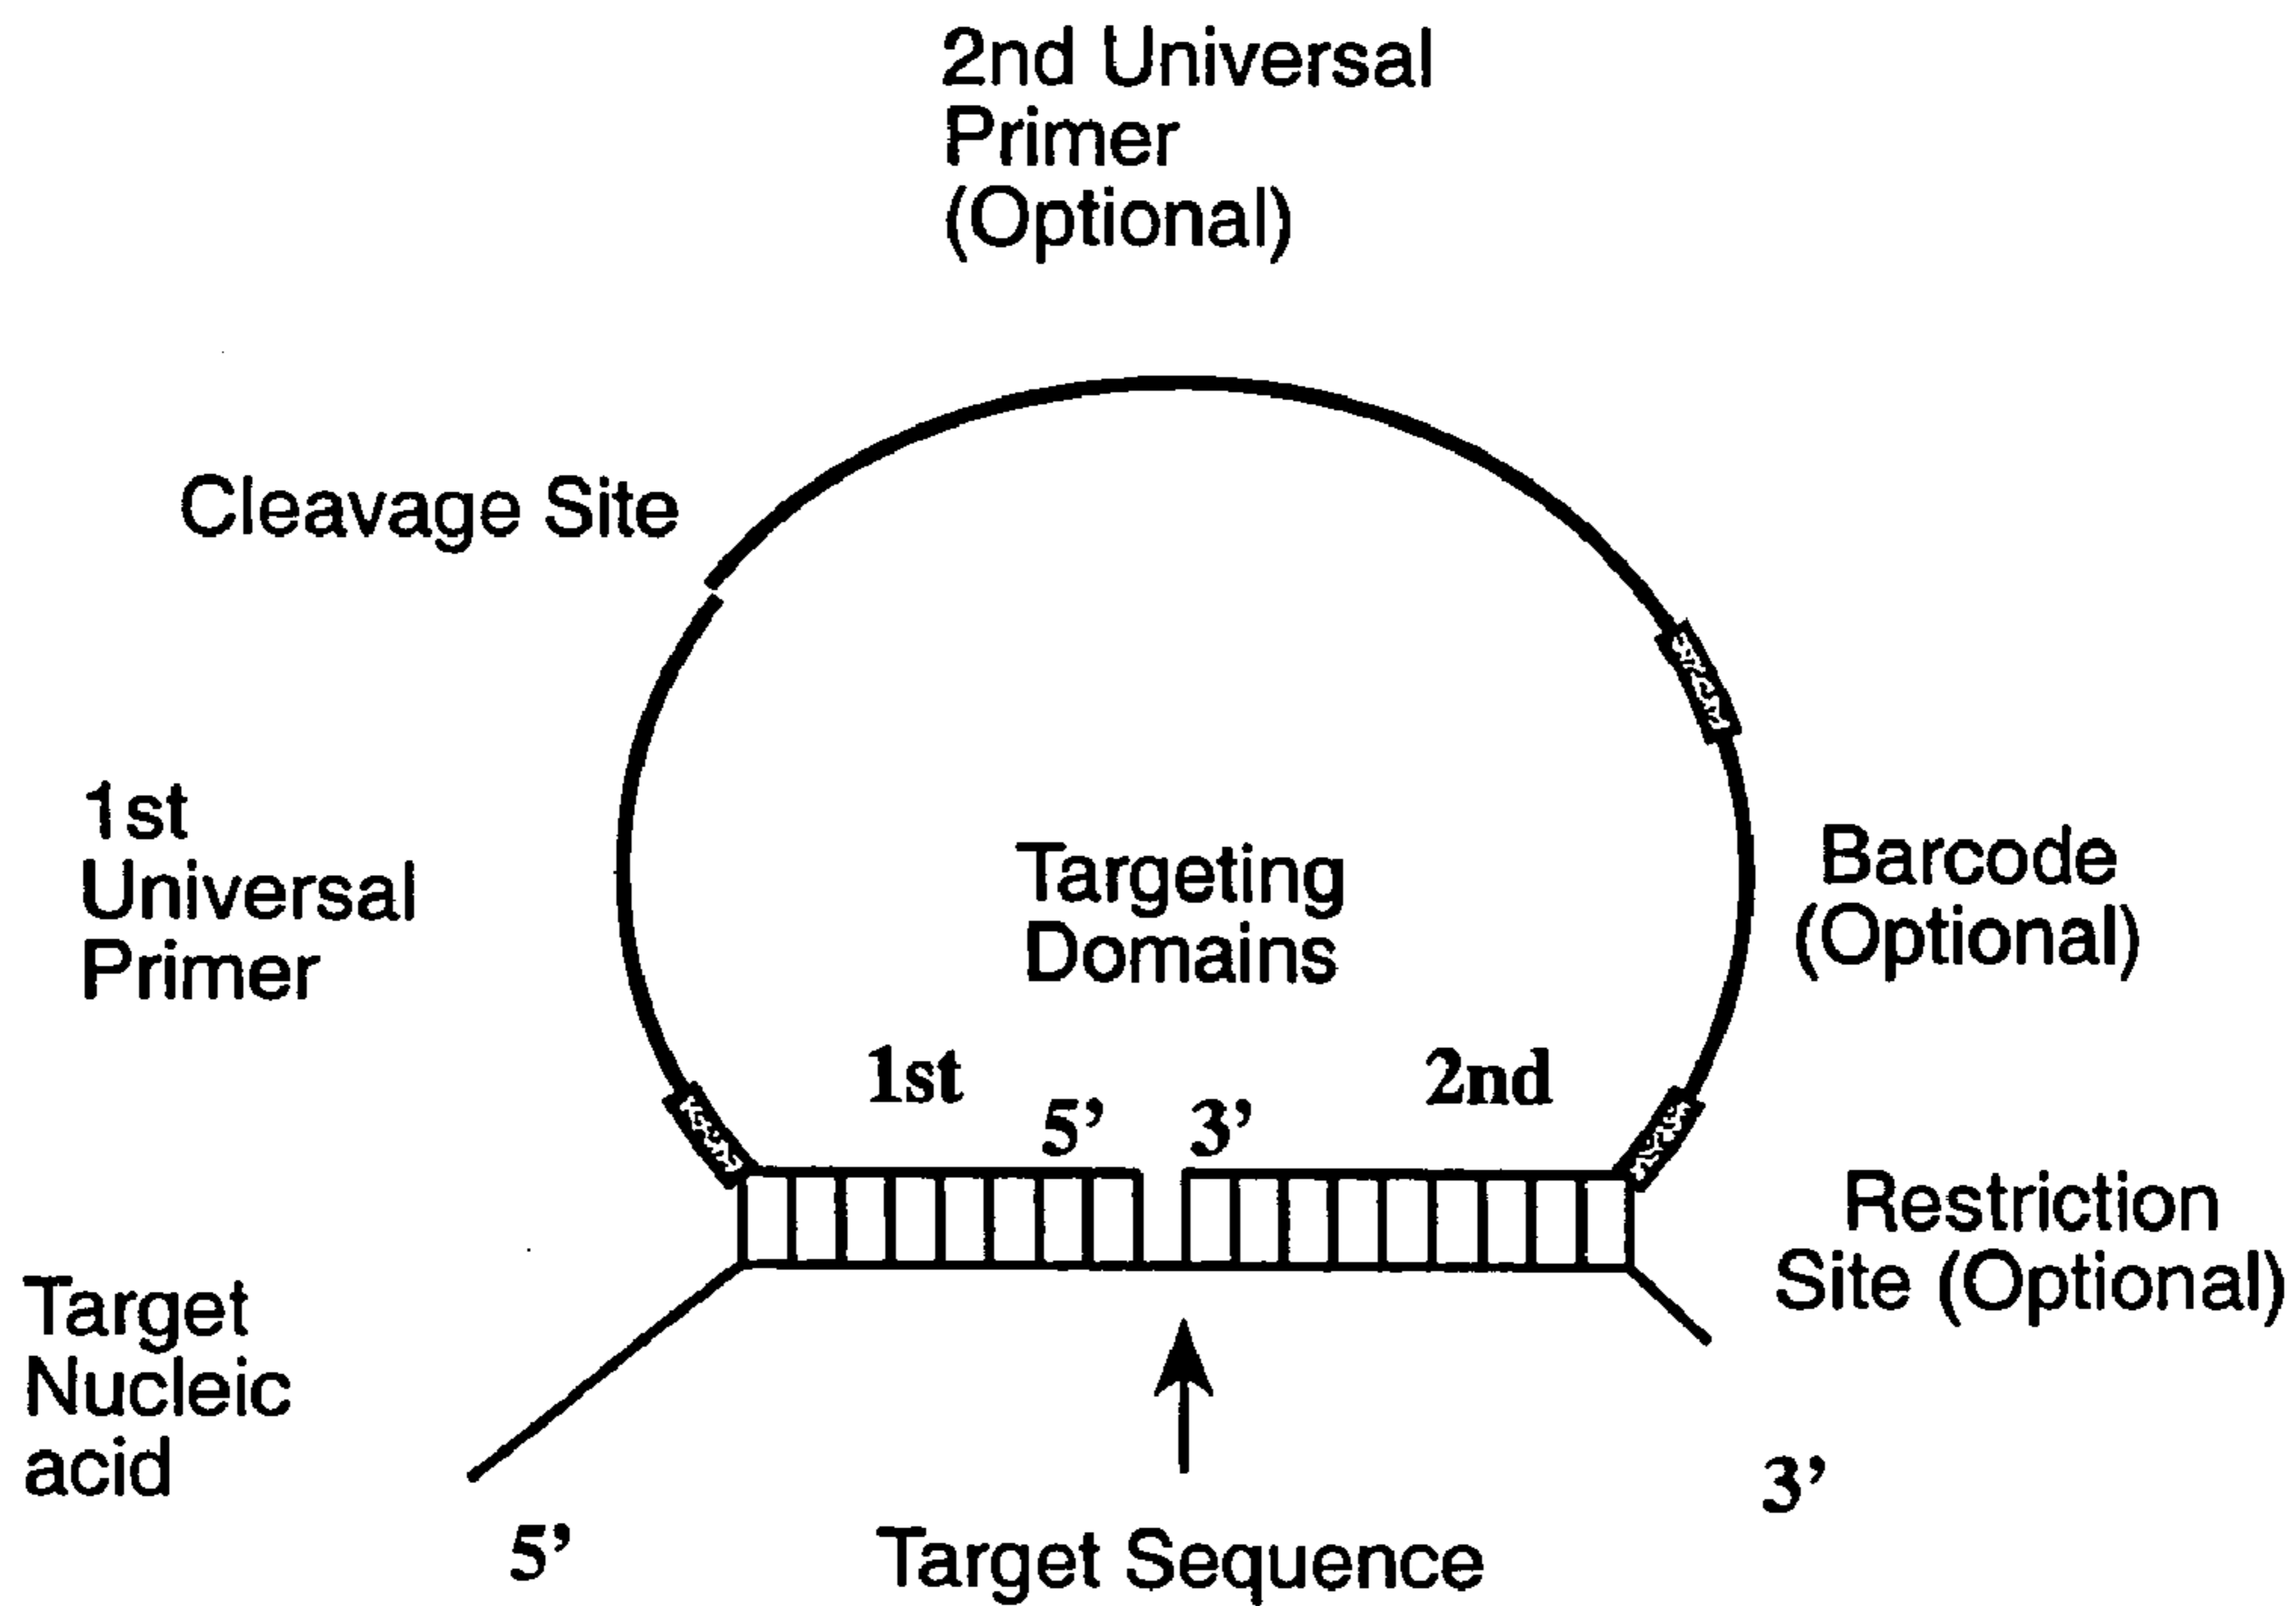 2nd Universal
Primer
(Optional)
Cleavage Site
1st
Universal
Primer
Targeting
Domains
Barcode
(Optional)
1st
2nd
5’
3’
Restriction
Site (Optional)
Target
Nucleic
acid
3’
5’
Target Sequence